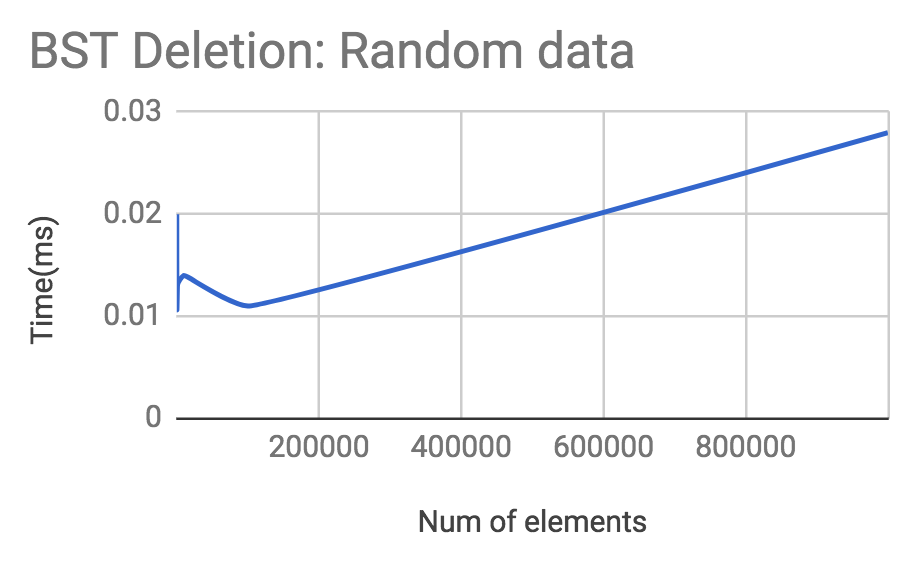 BST Deletion: Random data
0.03
0.02
0.01
0
Time(ms)
200000 400000 600000 800000
Num of elements